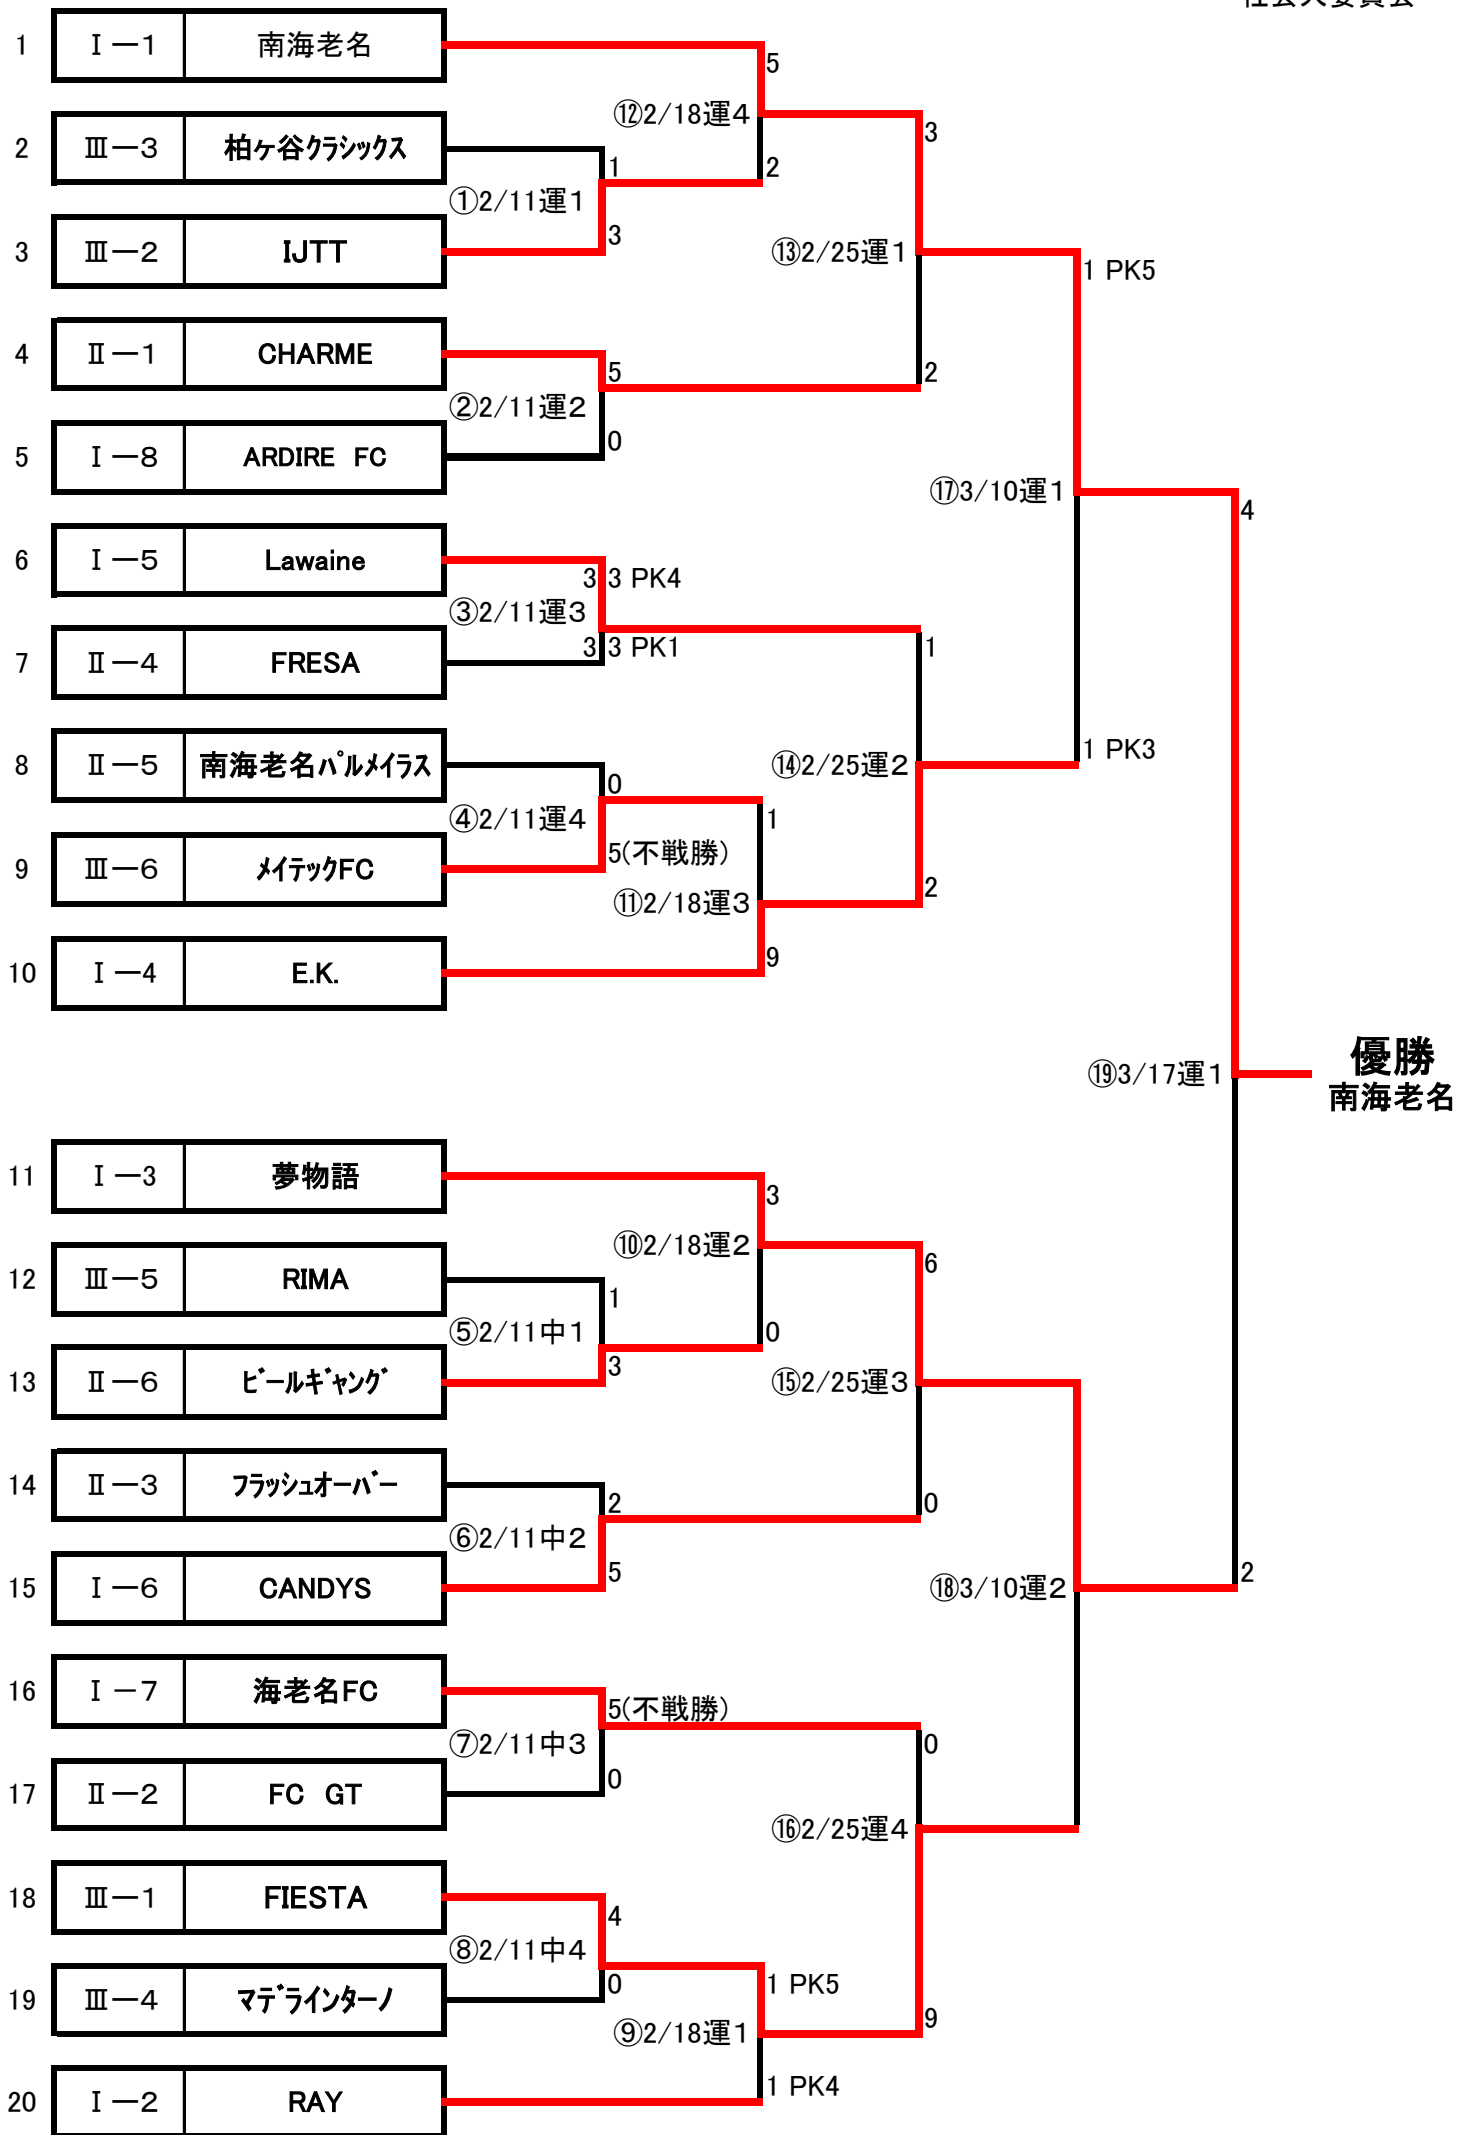 1 Ⅰ－1 南海老名
5
⑫2/18運4
3
2 Ⅲ－3 柏ヶ谷クラシックス
1
2
①2/11運1
3
3 Ⅲ－2 IJTT
⑬2/25運1
1 PK5
4 Ⅱ－1 CHARME
5
2
②2/11運2
0
5 Ⅰ－8 ARDIRE FC
⑰3/10運1
4
6 Ⅰ－5 Lawaine
3 3 PK4
③2/11運3
3 3 PK1
1
7 Ⅱ－4 FRESA
1 PK3
8 Ⅱ－5 南海老名パルメイラス
⑭2/25運2
0
④2/11運4
1
5(不戦勝)
9 Ⅲ－6 メイテックFC
2
⑪2/18運3
9
10 Ⅰ－4 E.K.
優勝
⑲3/17運1
南海老名
11 Ⅰ－3 夢物語
3
⑩2/18運2
6
12 Ⅲ－5 RIMA
1
⑤2/11中1
0
3
13 Ⅱ－6 ビールギャング
⑮2/25運3
14 Ⅱ－3 フラッシュオーバー
2
0
⑥2/11中2
5
2
15 Ⅰ－6 CANDYS
⑱3/10運2
16 Ⅰ－7 海老名FC
5(不戦勝)
⑦2/11中3
0
0
17 Ⅱ－2 FC GT
⑯2/25運4
18 Ⅲ－1 FIESTA
4
⑧2/11中4
0
1 PK5
19 Ⅲ－4 マデラインターノ
9
⑨2/18運1
1 PK4
20 Ⅰ－2 RAY